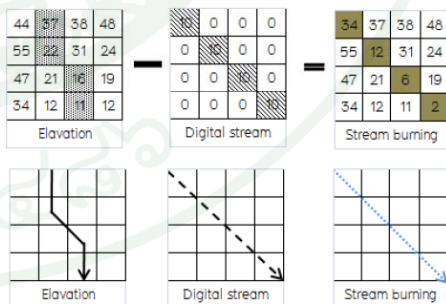 44 37 38 48 10 0 0 0 34 37 38 48
55 22 31 24 0 10 0 0 55 12 31 24
47 21 16 19 0 0 10 0 47 21 6 19
34 12 11 12 0 0 0 10 34 12 11 2
Elavation Digital stream Stream burning
Elavation Digital stream Stream burning